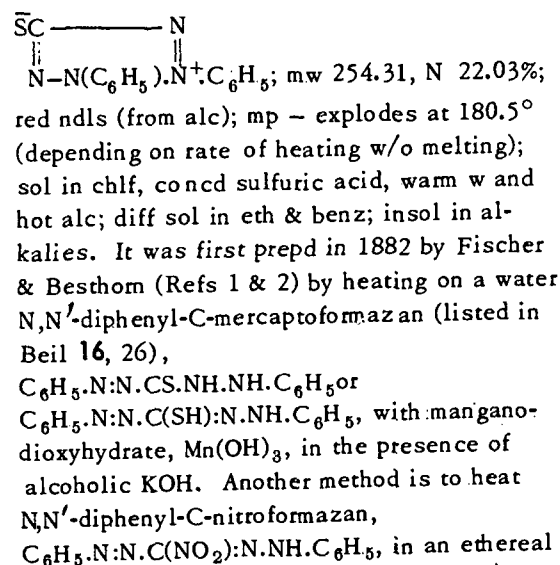 S̄C ——— N
N–N(C₆H₅).N⁺:C₆H₅; mw 254.31, N 22.03%;
red ndls (from alc); mp – explodes at 180.5°
(depending on rate of heating w/o melting);
sol in chlf, concd sulfuric acid, warm w and
hot alc; diff sol in eth & benz; insol in al-
kalies. It was first prepd in 1882 by Fischer
& Besthorn (Refs 1 & 2) by heating on a water
N,N′-diphenyl-C-mercaptoformazan (listed in
Beil 16, 26),
C₆H₅.N:N.CS.NH.NH.C₆H₅or
C₆H₅.N:N.C(SH):N.NH.C₆H₅, with mangano-
dioxyhydrate, Mn(OH)₃, in the presence of
alcoholic KOH. Another method is to heat
N,N′-diphenyl-C-nitroformazan,
C₆H₅.N:N.C(NO₂):N.NH.C₆H₅, in an ethereal